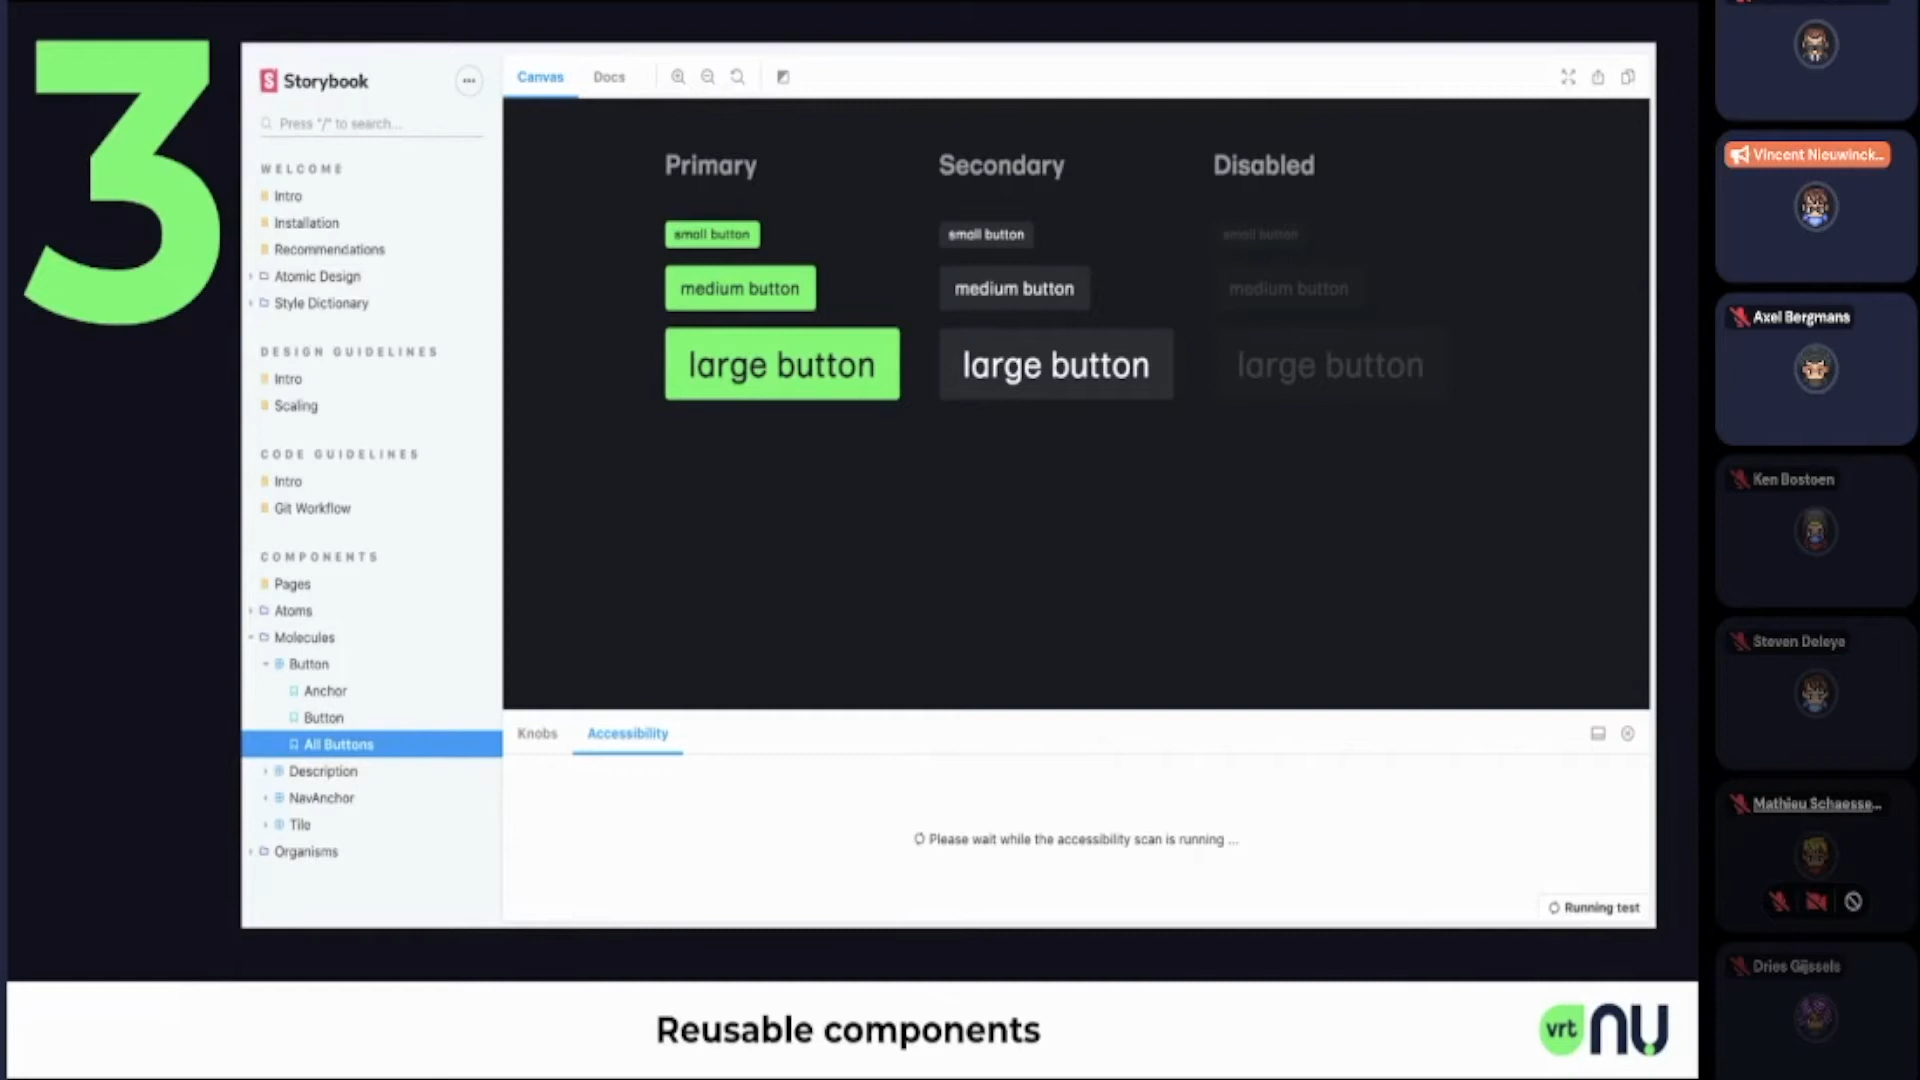 3
Storybook
Press "/" to search...
WELCOME
Intro
Installation
Recommendations
Atomic Design
Style Dictionary
DESIGN GUIDELINES
Intro
Scaling
CODE GUIDELINES
Intro
Git Workflow
COMPONENTS
Pages
Atoms
Molecules
Button
Anchor
Button
All Buttons
Description
NavAnchor
Tile
Organisms
Canvas Docs
Primary Secondary Disabled
small button small button small button
medium button medium button medium button
large button large button large button
Knobs Accessibility
Please wait while the accessibility scan is running ...
Running test
Reusable components
vrt nu
Vincent Nieuwinck...
Axel Bergmans
Ken Bostoen
Steven Deleye
Mathieu Schaesse...
Dries Gijssels